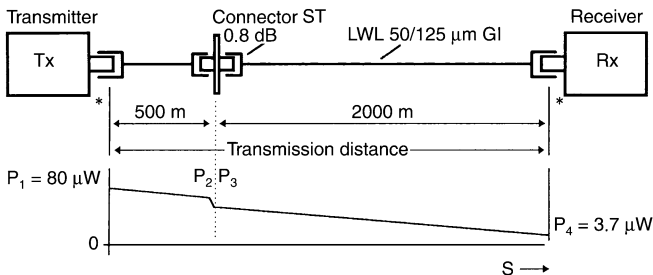 Transmitter
Connector ST
Receiver
0.8 dB
LWL 50/125 μm GI
Tx
Rx
*
*
500 m
2000 m
Transmission distance
P₁ = 80 μW
P₂
P₃
P₄ = 3.7 μW
0
S